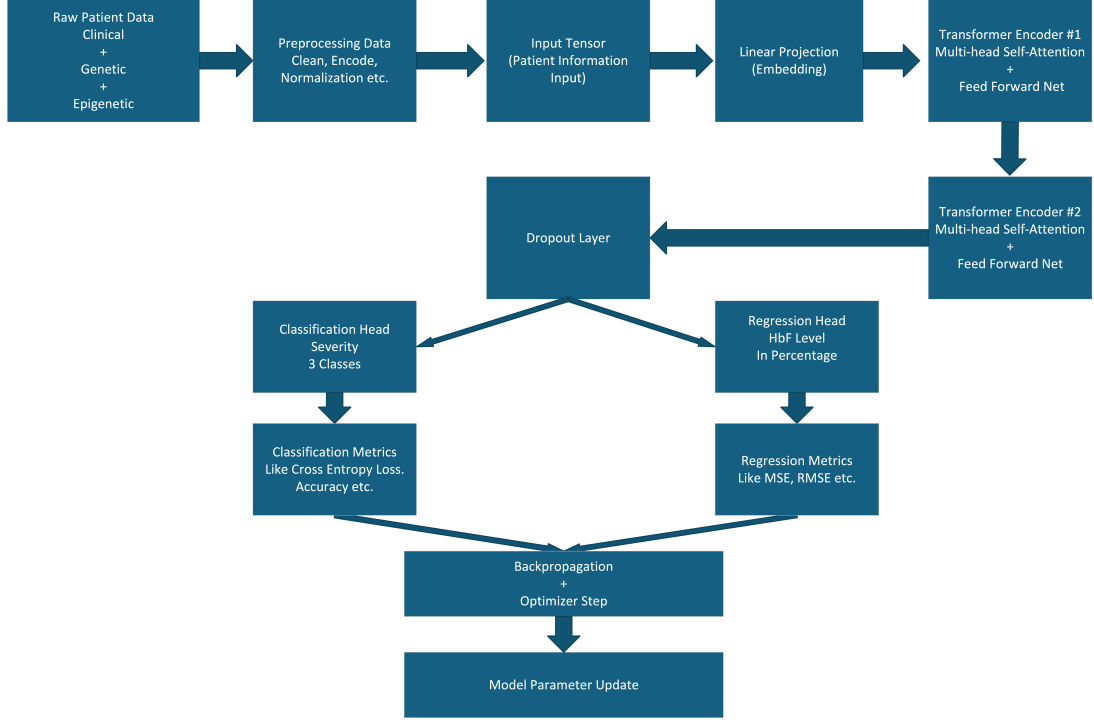 Raw Patient Data
Clinical
+
Genetic
+
Epigenetic
Preprocessing Data
Clean, Encode,
Normalization etc.
Input Tensor
(Patient Information
Input)
Linear Projection
(Embedding)
Transformer Encoder #1
Multi-head Self-Attention
+
Feed Forward Net
Transformer Encoder #2
Multi-head Self-Attention
+
Feed Forward Net
Dropout Layer
Classification Head
Severity
3 Classes
Regression Head
HbF Level
In Percentage
Classification Metrics
Like Cross Entropy Loss.
Accuracy etc.
Regression Metrics
Like MSE, RMSE etc.
Backpropagation
+
Optimizer Step
Model Parameter Update